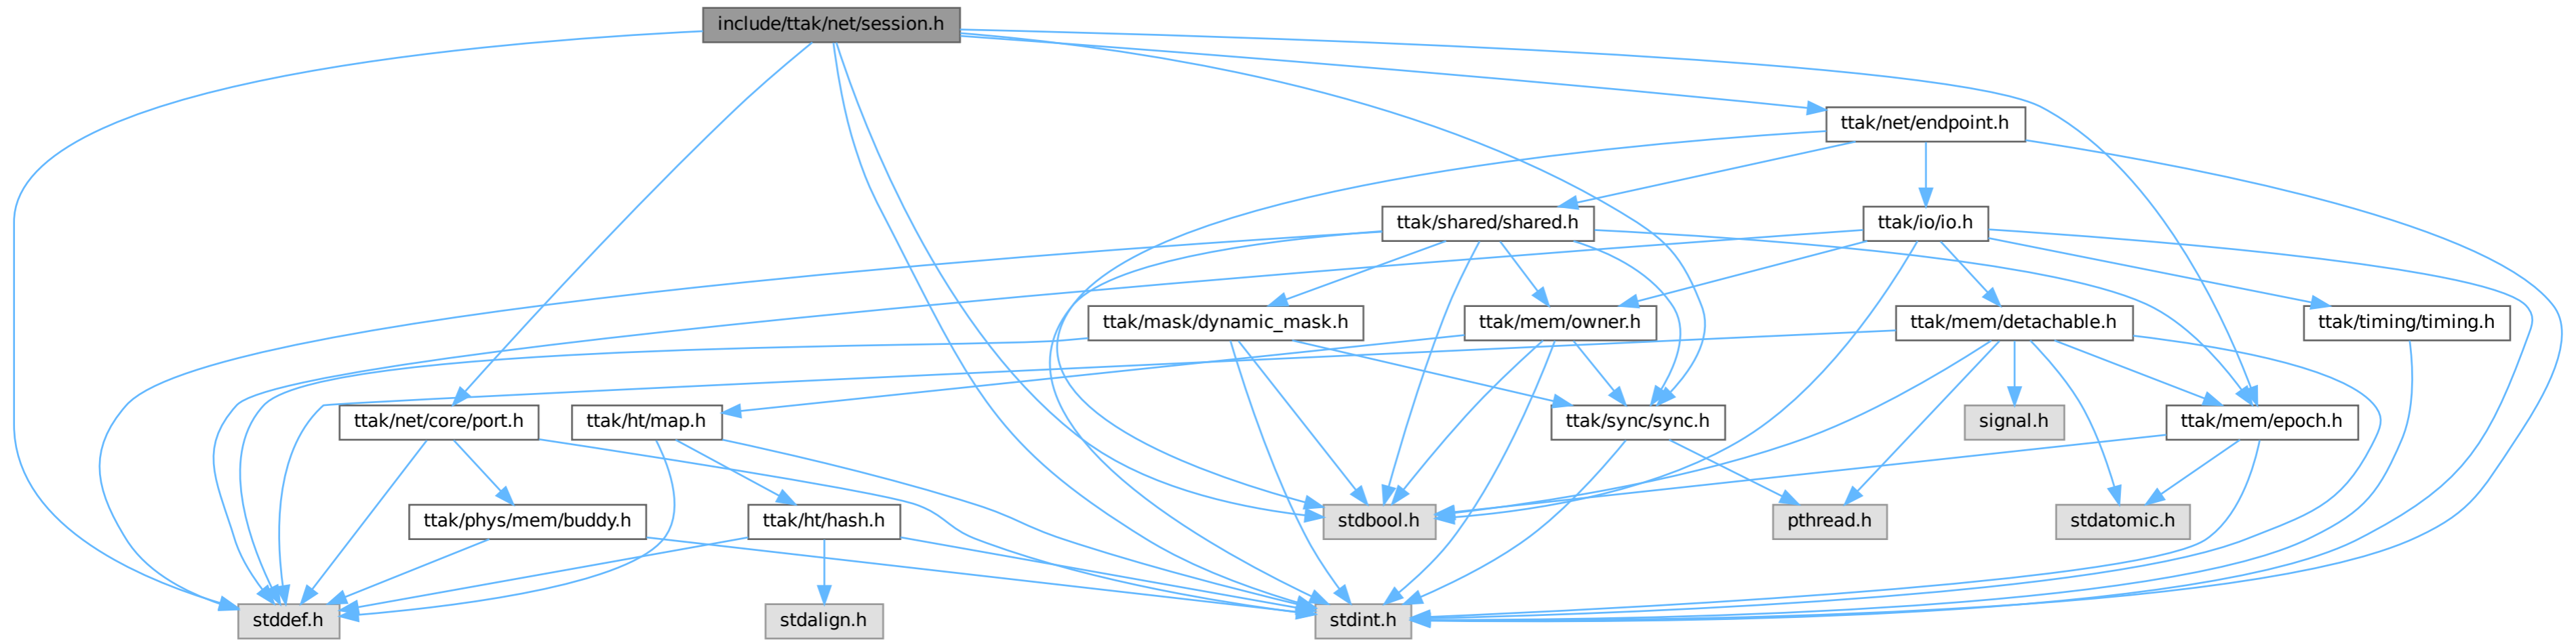 include/ttak/net/session.h
ttak/net/endpoint.h
ttak/shared/shared.h
ttak/io/io.h
ttak/mask/dynamic_mask.h
ttak/mem/owner.h
ttak/mem/detachable.h
ttak/timing/timing.h
ttak/net/core/port.h
ttak/ht/map.h
ttak/sync/sync.h
signal.h
ttak/mem/epoch.h
ttak/phys/mem/buddy.h
ttak/ht/hash.h
stdbool.h
pthread.h
stdatomic.h
stddef.h
stdalign.h
stdint.h